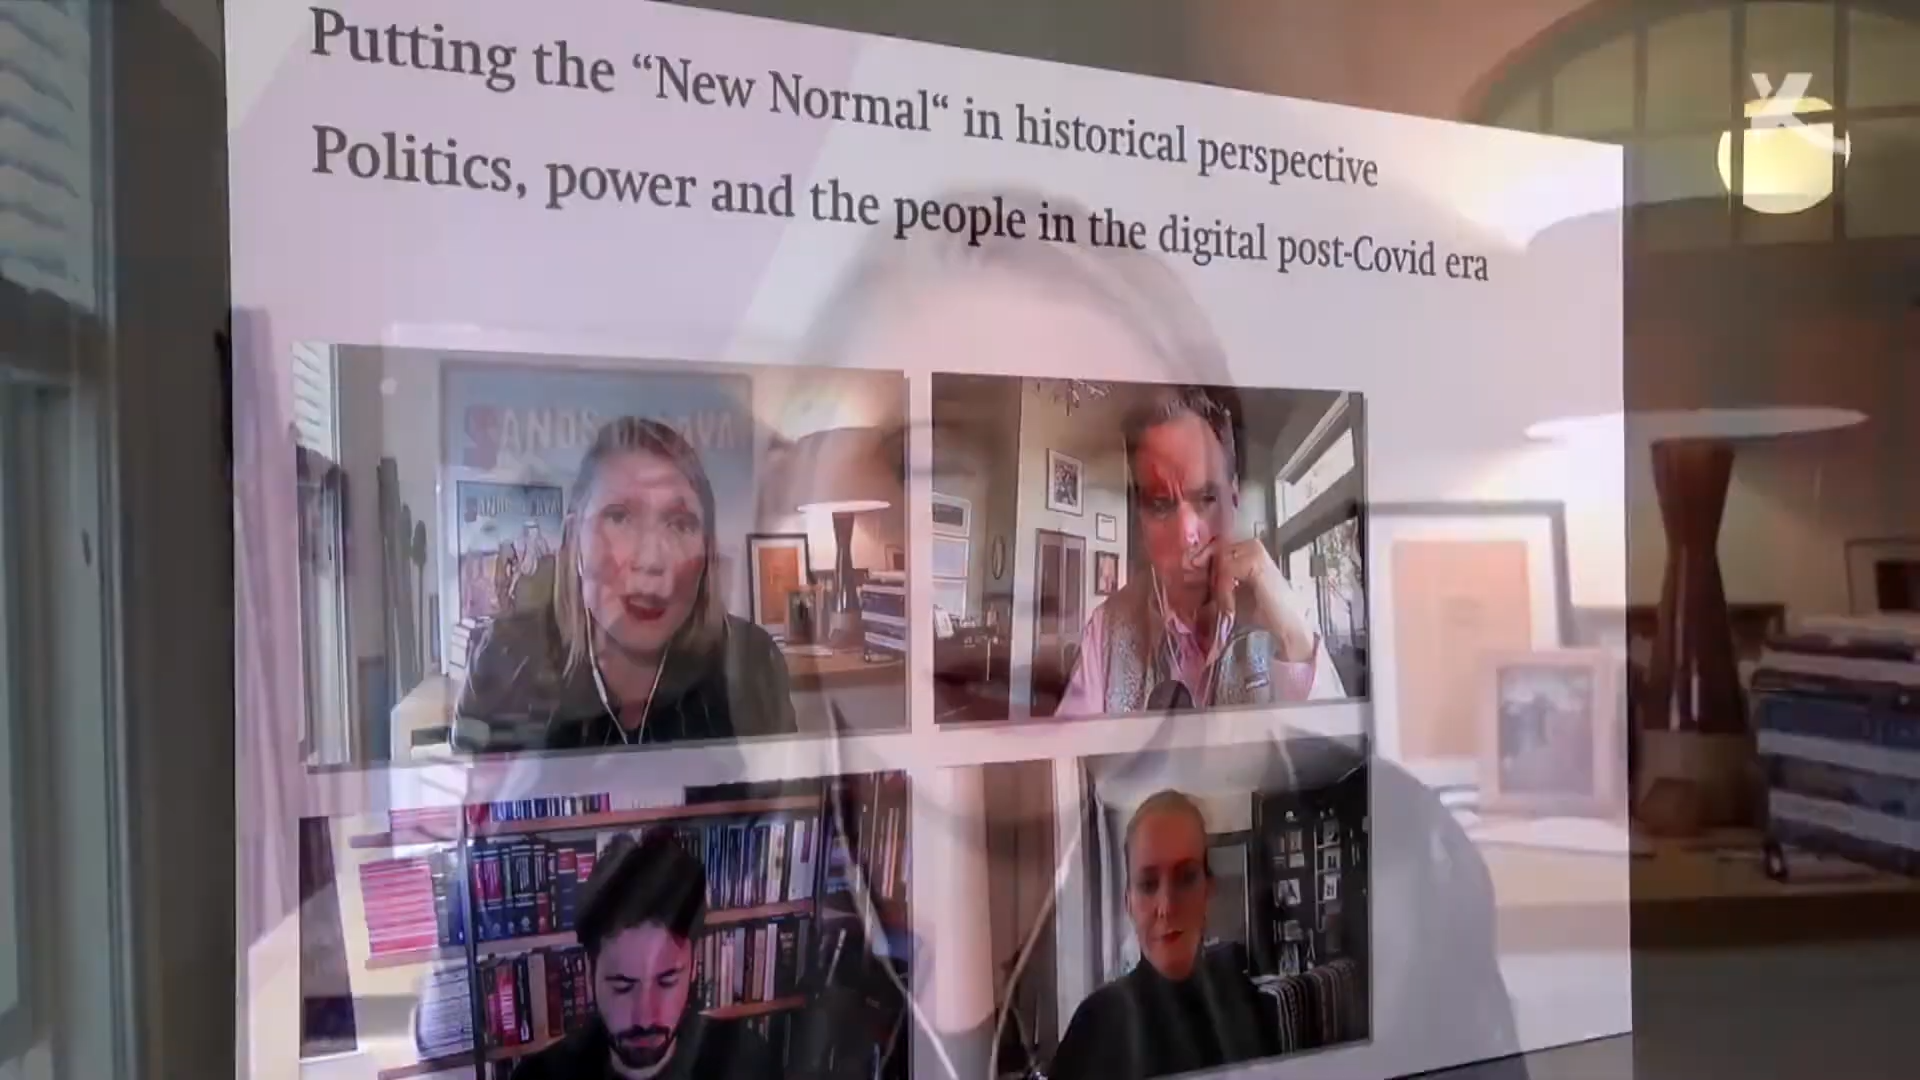 Putting the “New Normal“ in historical perspective
Politics, power and the people in the digital post-Covid era